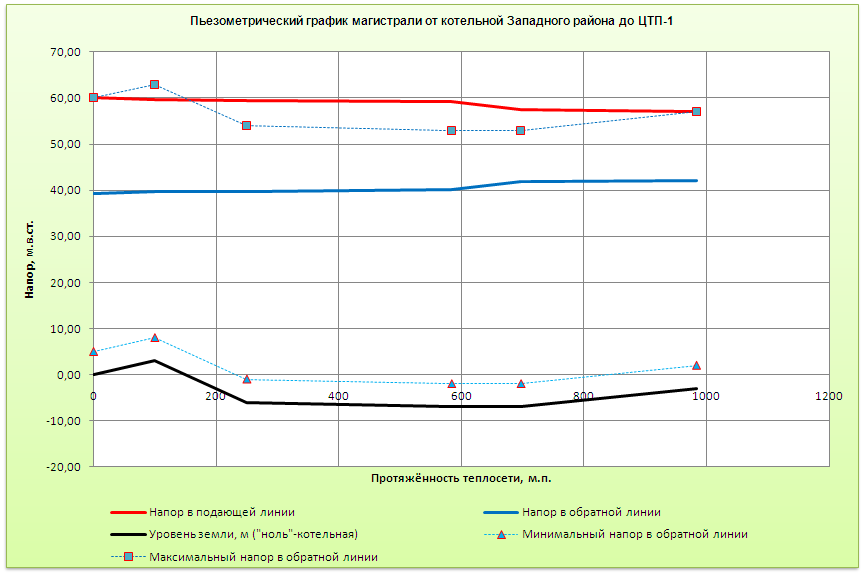 Пьезометрический график магистрали от котельной Западного района до ЦТП-1
70,00
60,00
50,00
40,00
30,00
20,00
10,00
0,00
-10,00
-20,00
Напор, м.в.ст.
0 200 400 600 800 1000 1200
Протяжённость теплосети, м.п.
Напор в подающей линии
Напор в обратной линии
Уровень земли, м ("ноль"-котельная)
Минимальный напор в обратной линии
Максимальный напор в обратной линии